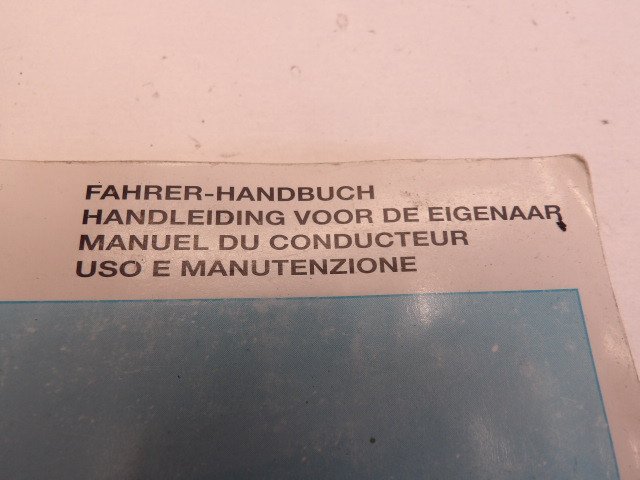 FAHRER-HANDBUCH
HANDLEIDING VOOR DE EIGENAAR
MANUEL DU CONDUCTEUR
USO E MANUTENZIONE